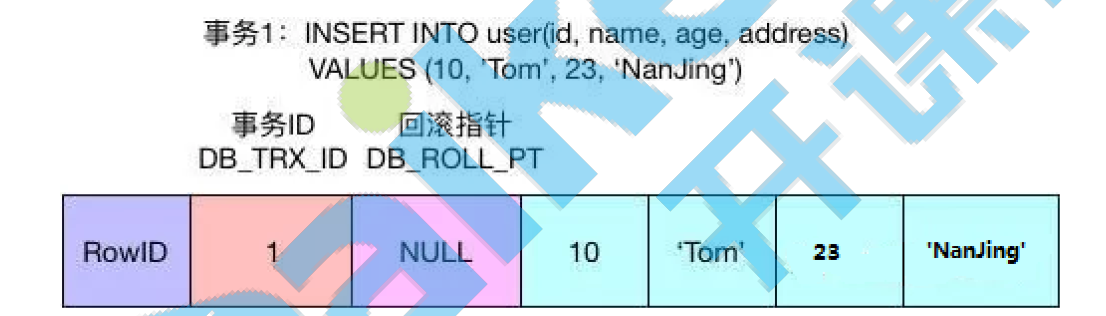 事务1：INSERT INTO user(id, name, age, address)
VALUES (10, 'Tom', 23, 'NanJing')
事务ID 回滚指针
DB_TRX_ID DB_ROLL_PT
RowID 1 NULL 10 'Tom' 23 'NanJing'
开课